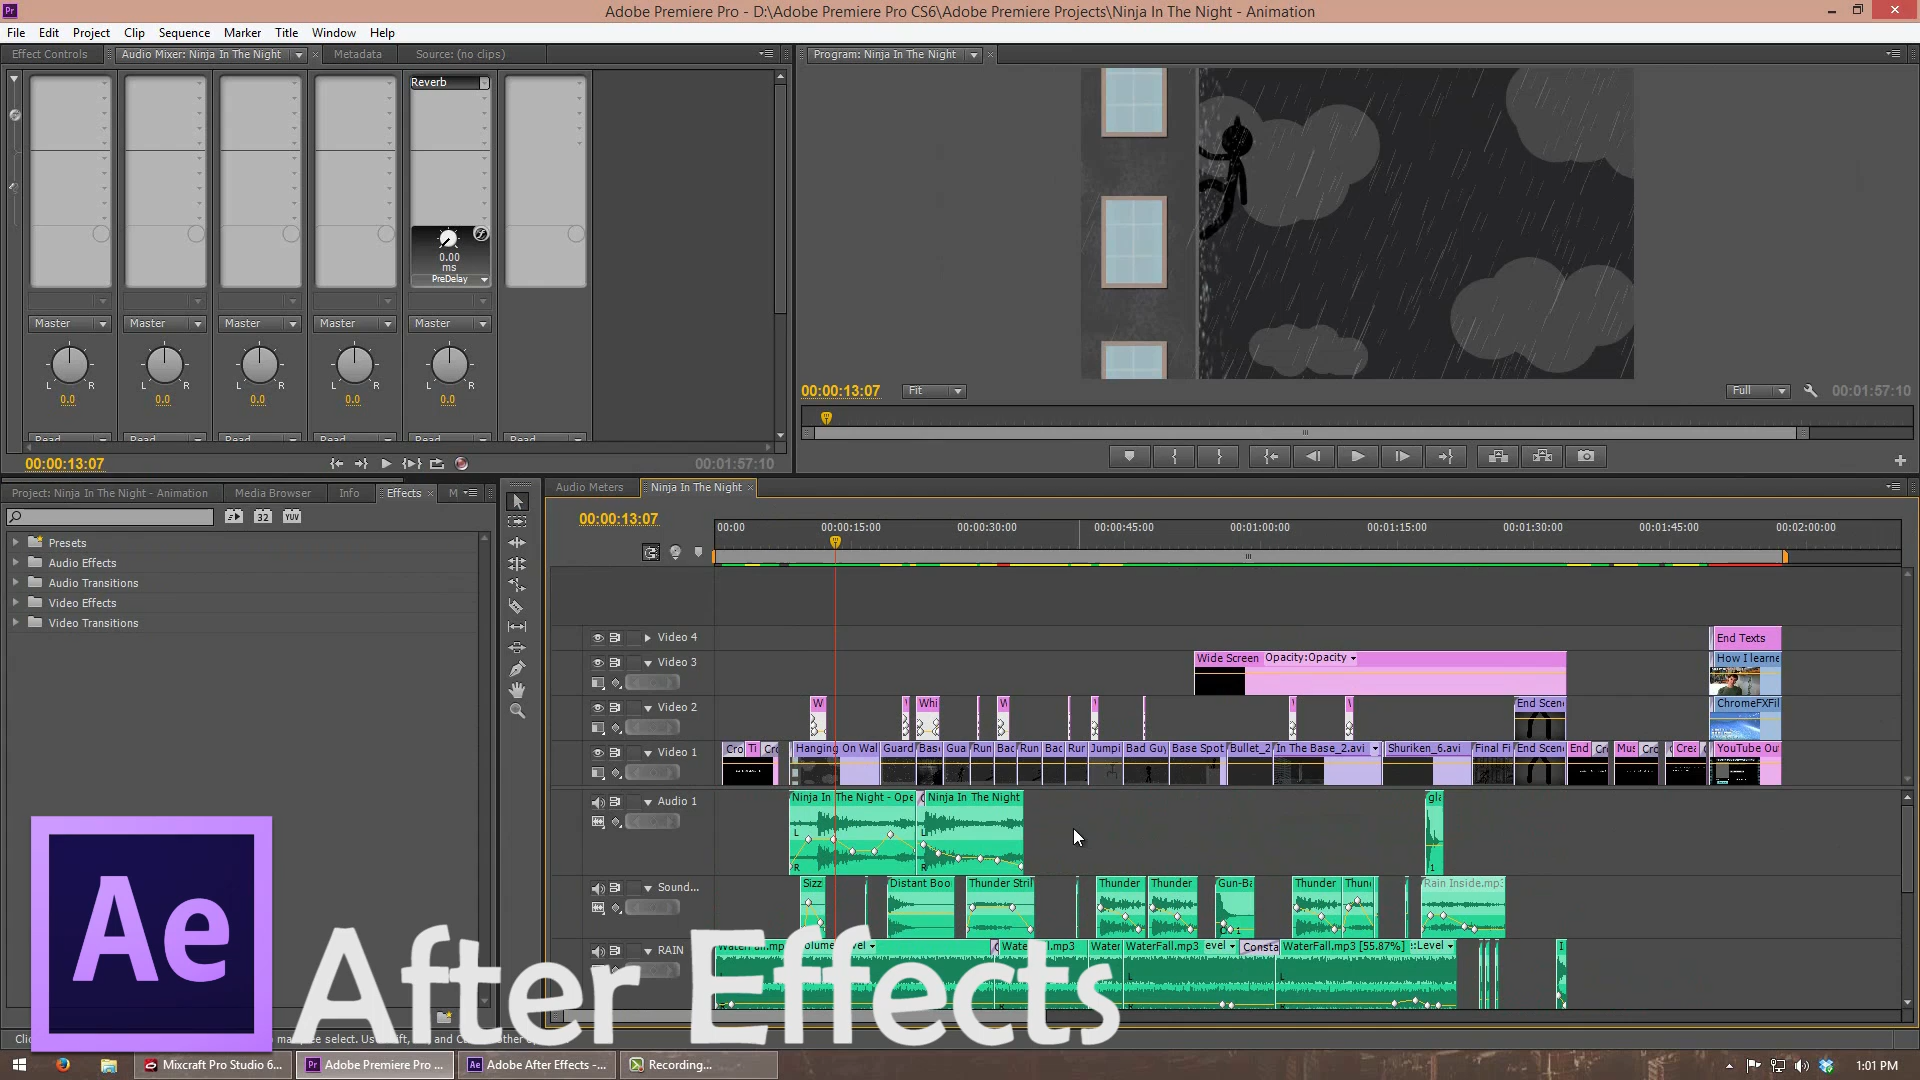 Adobe Premiere Pro - D:\Adobe Premiere Pro CS6\Adobe Premiere Projects\Ninja In The Night - Animation
File Edit Project Clip Sequence Marker Title Window Help
Effect Controls Audio Mixer: Ninja In The Night Metadata Source: (no clips)
Program: Ninja In The Night
Reverb
0.00
ms
PreDelay
Master Master Master Master Master
L R L R L R L R L R
0.0 0.0 0.0 0.0 0.0
Read Read Read Read Read Read
00:00:13:07 00:01:57:10
00:00:13:07 Fit Full 00:01:57:10
Project: Ninja In The Night - Animation Media Browser Info Effects M
32 YUV
Presets
Audio Effects
Audio Transitions
Video Effects
Video Transitions
Audio Meters Ninja In The Night
00:00:13:07
00:00 00:00:15:00 00:00:30:00 00:00:45:00 00:01:00:00 00:01:15:00 00:01:30:00 00:01:45:00 00:02:00:00
Video 4 End Texts
Video 3 Wide Screen Opacity:Opacity How I learne
Video 2 W Whi End Scen ChromeFXFil
Video 1 Cro Ti Cro Hanging On Wal Guard Base Gua Run Bac Run Bac Rur Jumpi Bad Guy Base Spot Bullet_2 In The Base_2.avi Shuriken_6.avi Final Fi End Scen End Cr Mus Cro Crea YouTube Ou
Audio 1 Ninja In The Night - Ope Ninja In The Night gla
L R
Sound... Sizz Distant Boo Thunder Stril Thunder Thunder Gun-Ba Thunder Thun Rain Inside.mp3
RAIN WaterFall.mp3 olume:Level WaterFall.mp3 Water WaterFall.mp3 evel Consta WaterFall.mp3 [55.87%] ::Level
Ae
After Effects
Mixcraft Pro Studio 6... Adobe Premiere Pro ... Adobe After Effects -... Recording... 1:01 PM